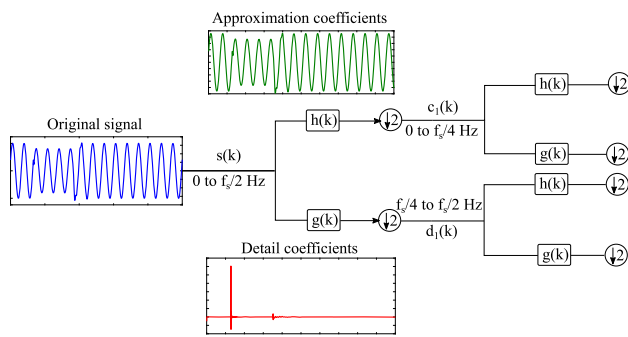 Approximation coefficients
Original signal
s(k)
0 to fₛ/2 Hz
h(k)
↓2
c₁(k)
0 to fₛ/4 Hz
h(k)
↓2
g(k)
↓2
g(k)
↓2
fₛ/4 to fₛ/2 Hz
d₁(k)
h(k)
↓2
g(k)
↓2
Detail coefficients